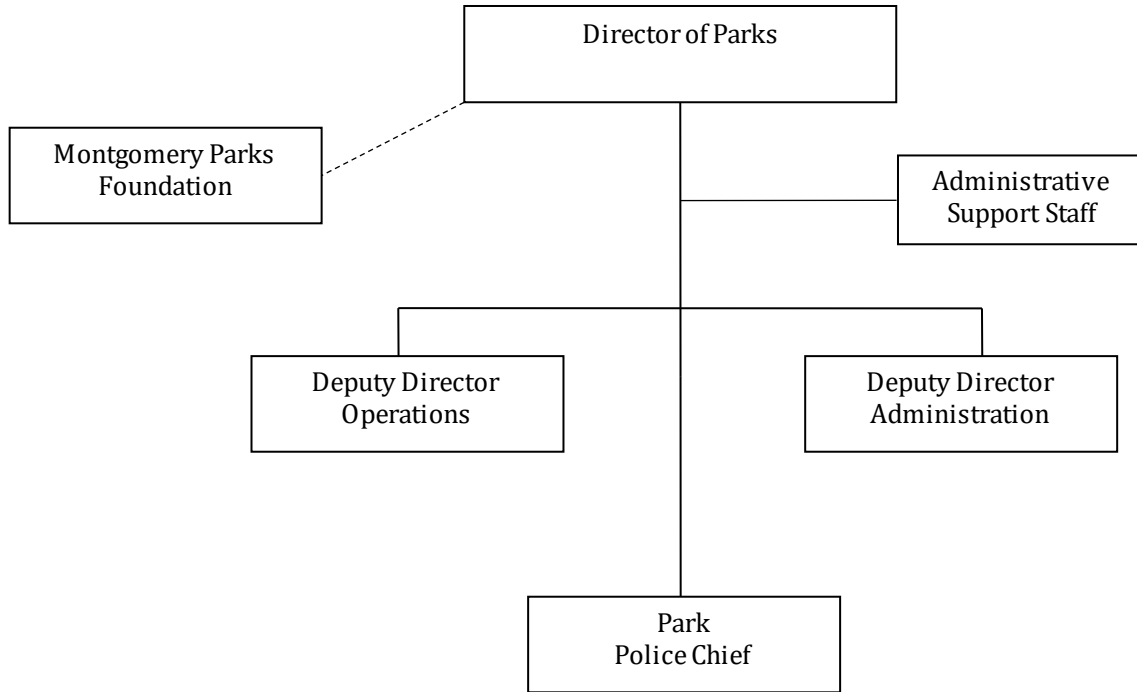 Director of Parks
Montgomery Parks
Foundation
Administrative
Support Staff
Deputy Director
Operations
Deputy Director
Administration
Park
Police Chief